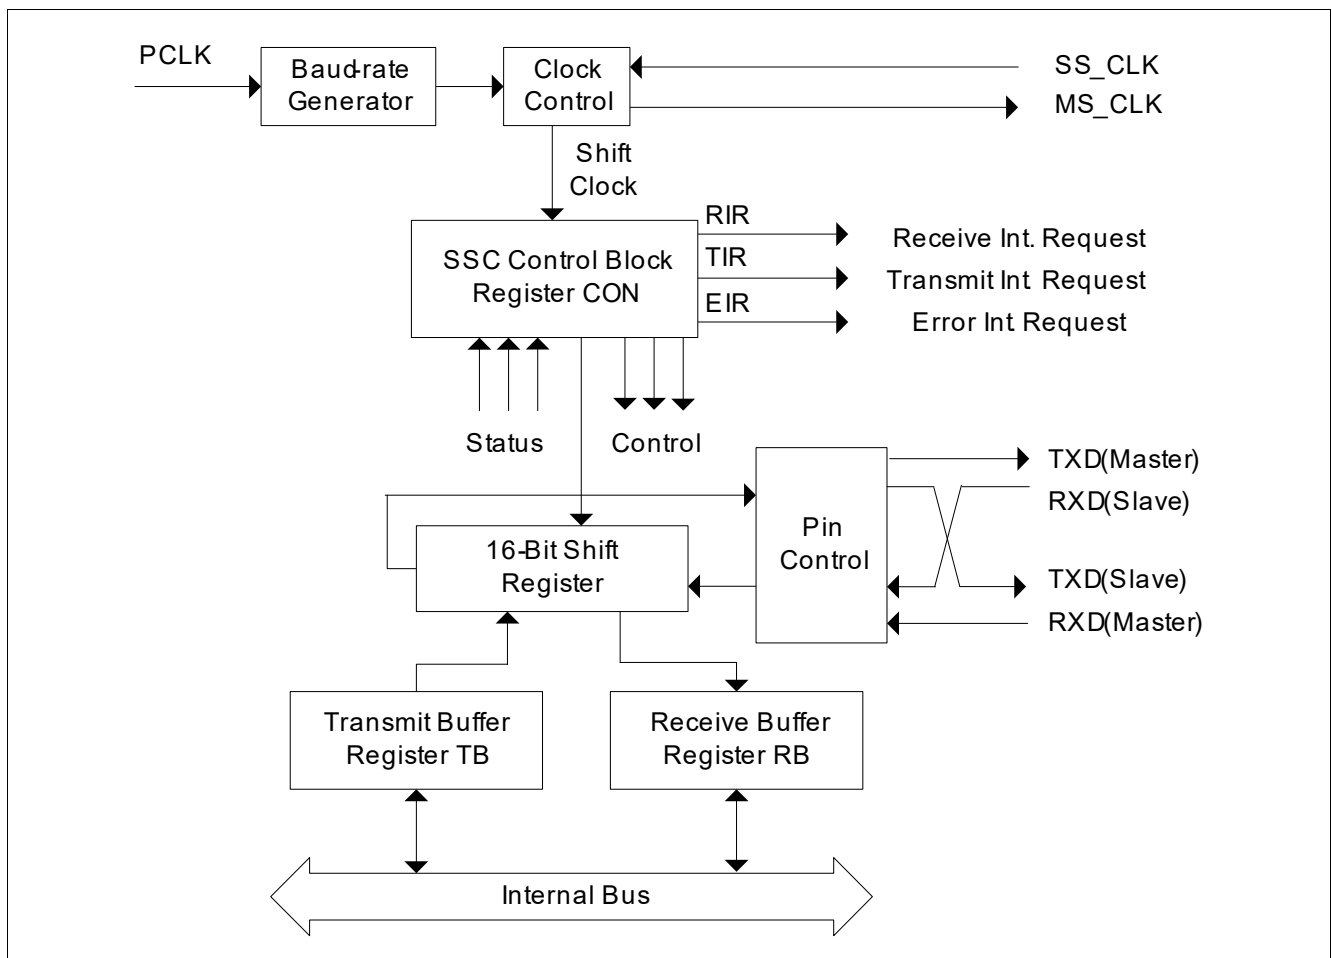 PCLK
Baud-rate
Generator
Clock
Control
SS_CLK
MS_CLK
Shift
Clock
SSC Control Block
Register CON
RIR
TIR
EIR
Receive Int. Request
Transmit Int. Request
Error Int. Request
Status
Control
Pin
Control
TXD(Master)
RXD(Slave)
TXD(Slave)
RXD(Master)
16-Bit Shift
Register
Transmit Buffer
Register TB
Receive Buffer
Register RB
Internal Bus